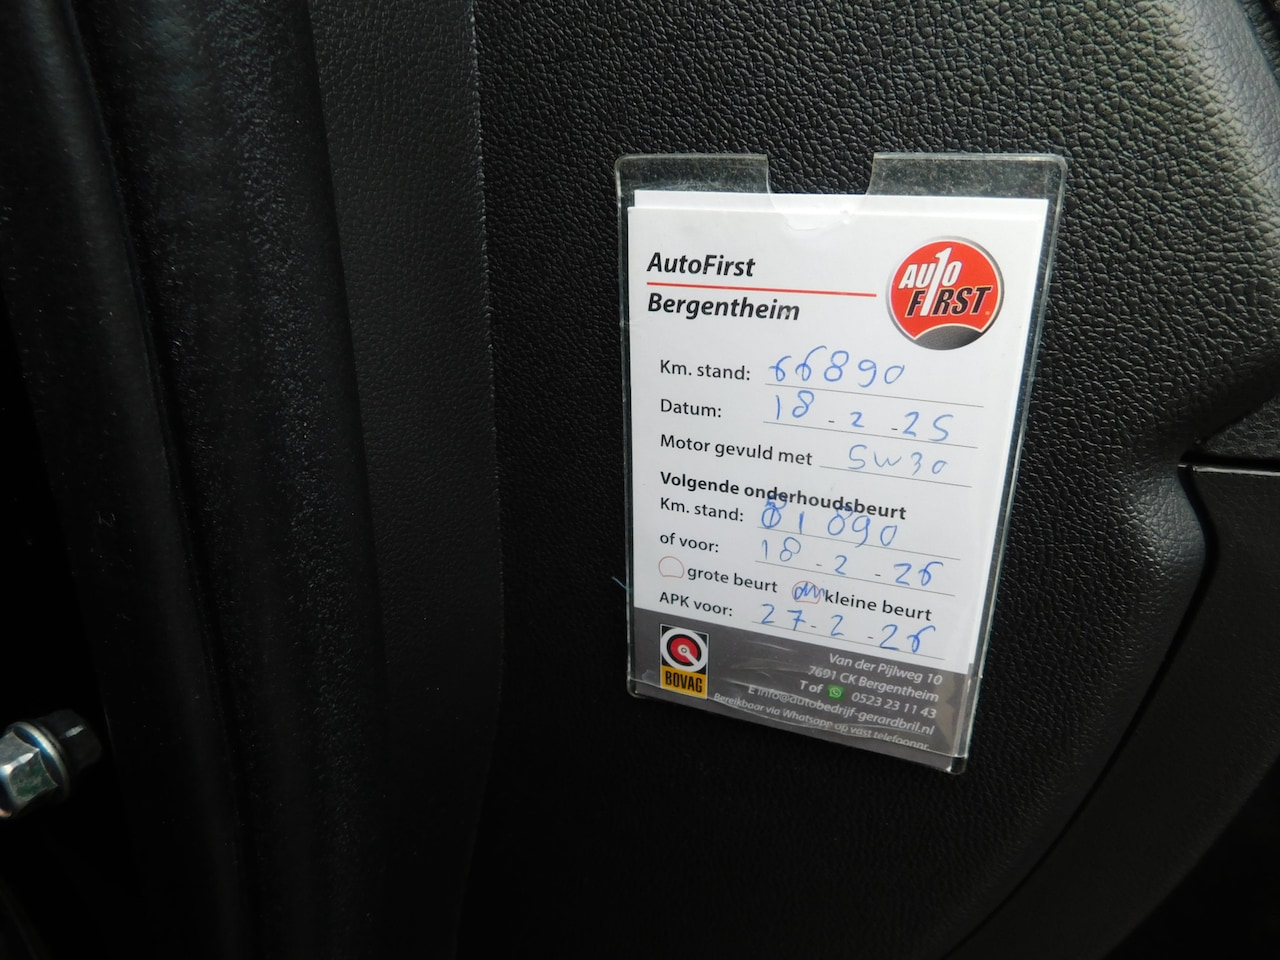 AutoFirst
Bergentheim
AUTO
FIRST
Km. stand: 66890
Datum: 18-2-25
Motor gevuld met 5W30
Volgende onderhoudsbeurt
Km. stand: 81890
of voor: 18-2-26
grote beurt kleine beurt
APK voor: 27-2-26
BOVAG
Van der Pijlweg 10
7691 CK Bergentheim
T of 0523 23 11 43
E info@autobedrijf-gerardbril.nl
Bereikbaar via Whatsapp op vast telefoonnr.